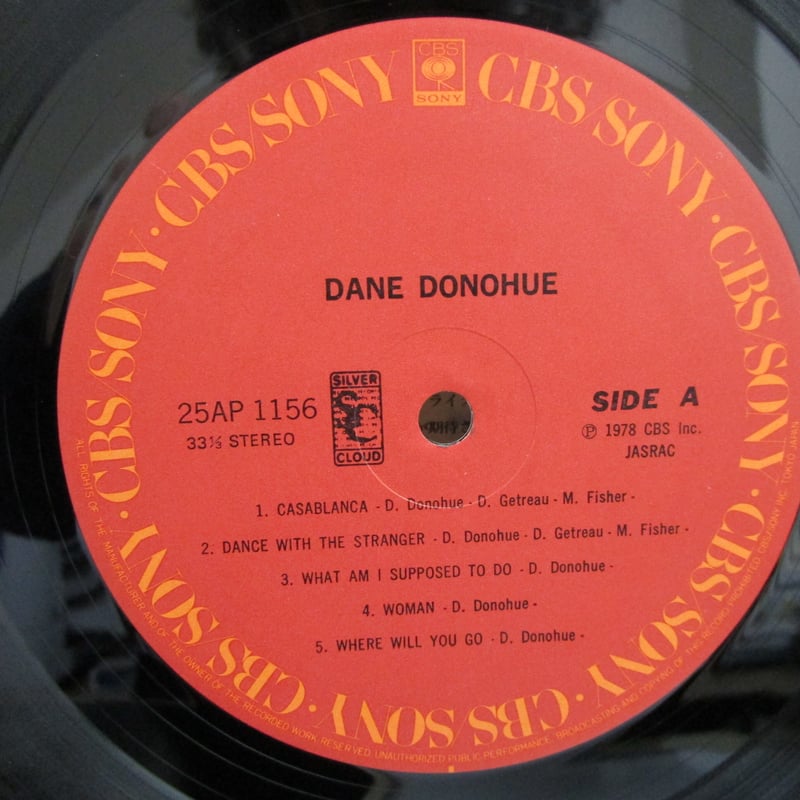 CBS
SONY
CBS/SONY · CBS/SONY · CBS/SONY · CBS/SONY · CBS/SONY · CBS/SONY · CBS/SONY · CBS/SONY
DANE DONOHUE
25AP 1156
33⅓ STEREO
SILVER
CLOUD
SIDE A
Ⓟ 1978 CBS Inc.
JASRAC
1. CASABLANCA - D. Donohue - D. Getreau - M. Fisher -
2. DANCE WITH THE STRANGER - D. Donohue - D. Getreau - M. Fisher -
3. WHAT AM I SUPPOSED TO DO - D. Donohue -
4. WOMAN - D. Donohue -
5. WHERE WILL YOU GO - D. Donohue -
ALL RIGHTS OF THE MANUFACTURER AND OF THE OWNER OF THE RECORDED WORK RESERVED. UNAUTHORIZED PUBLIC PERFORMANCE, BROADCASTING AND COPYING OF THIS RECORD PROHIBITED. CBS/SONY INC. TOKYO JAPAN